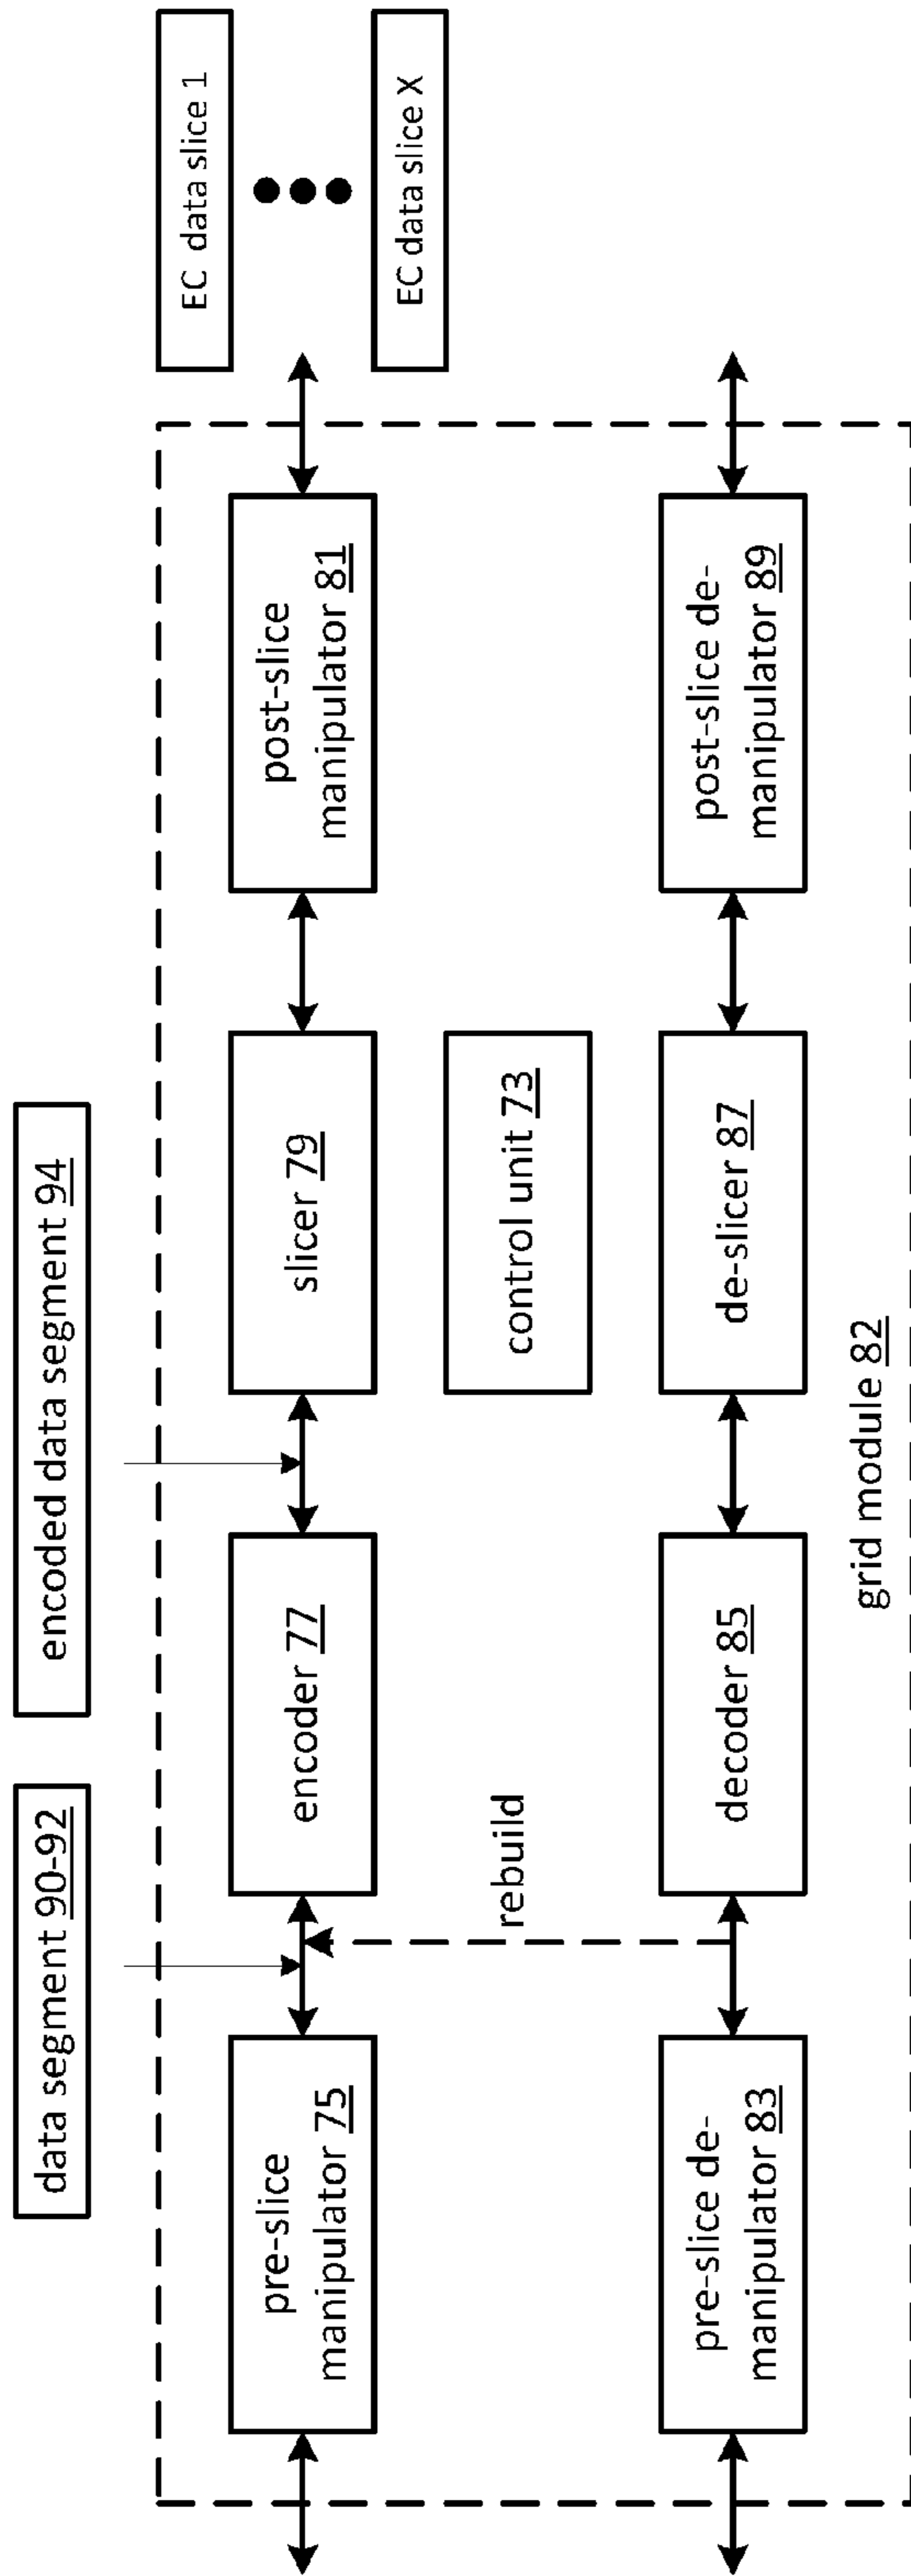 data segment 90-92
encoded data segment 94
EC data slice 1
EC data slice X
pre-slice
manipulator 75
encoder 77
slicer 79
post-slice
manipulator 81
rebuild
control unit 73
pre-slice de-
manipulator 83
decoder 85
de-slicer 87
post-slice de-
manipulator 89
grid module 82